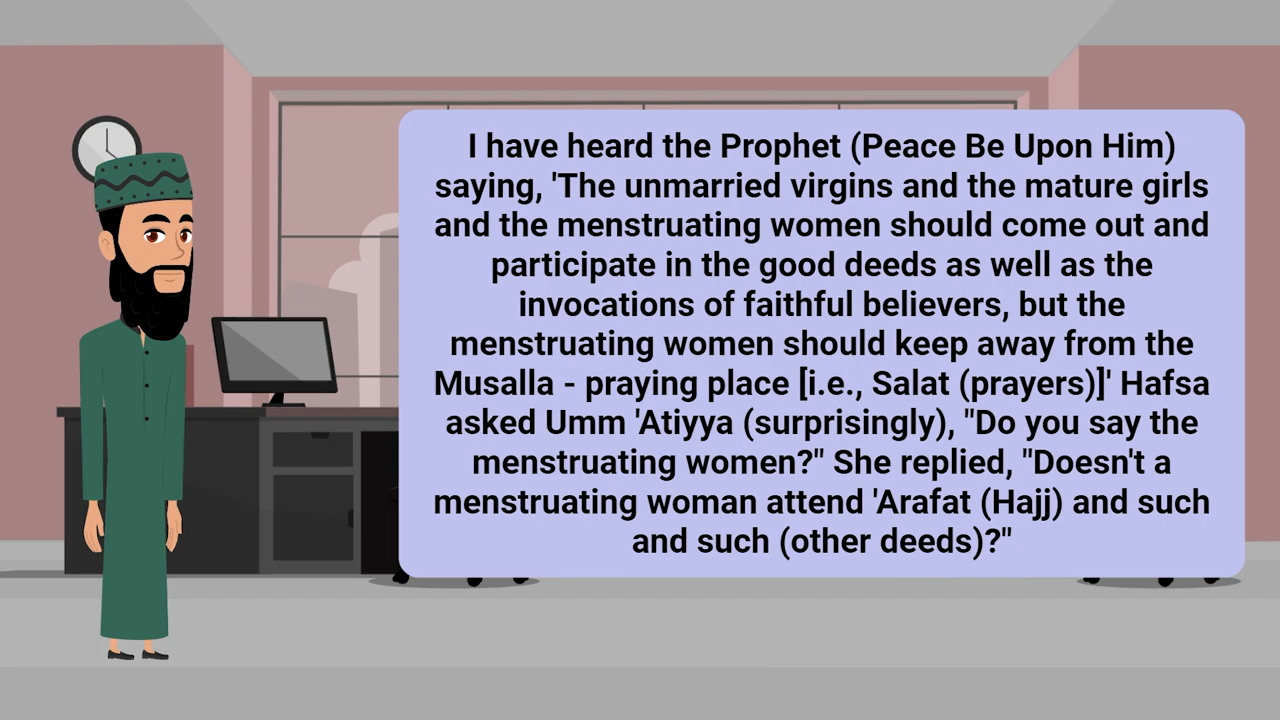 I have heard the Prophet (Peace Be Upon Him)
saying, 'The unmarried virgins and the mature girls
and the menstruating women should come out and
participate in the good deeds as well as the
invocations of faithful believers, but the
menstruating women should keep away from the
Musalla - praying place [i.e., Salat (prayers)]' Hafsa
asked Umm 'Atiyya (surprisingly), "Do you say the
menstruating women?" She replied, "Doesn't a
menstruating woman attend 'Arafat (Hajj) and such
and such (other deeds)?"